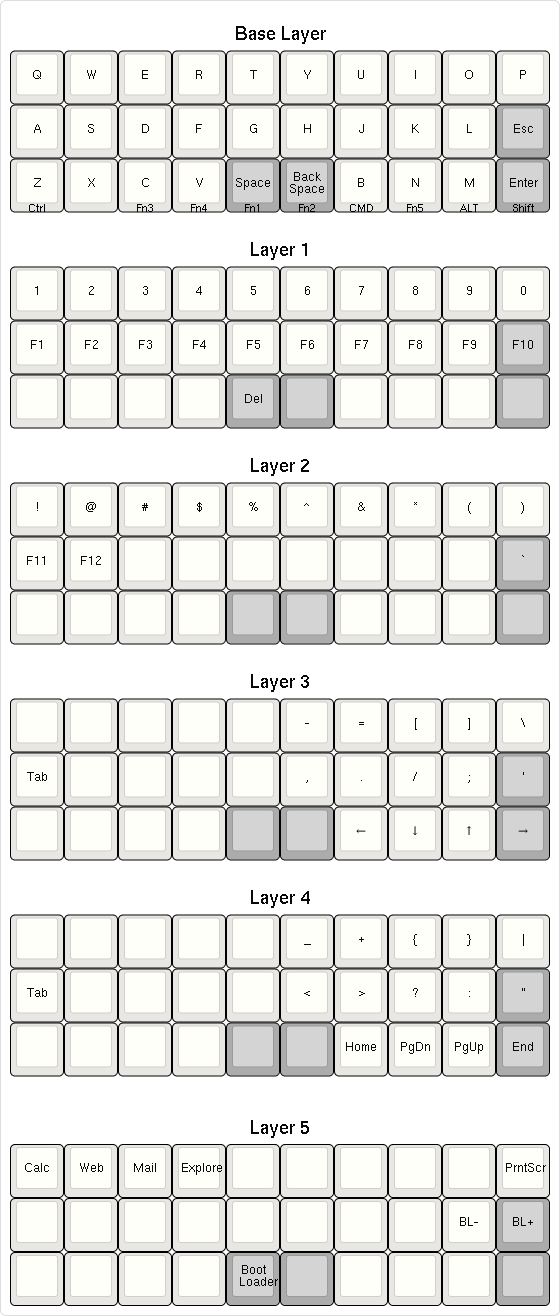 Base Layer
Q W E R T Y U I O P
A S D F G H J K L Esc
Z X C V Space Back Space B N M Enter
Ctrl Fn3 Fn4 Fn1 Fn2 CMD Fn5 ALT Shift
Layer 1
1 2 3 4 5 6 7 8 9 0
F1 F2 F3 F4 F5 F6 F7 F8 F9 F10
Del
Layer 2
! @ # $ % ^ & * ( )
F11 F12 `
Layer 3
- = [ ] \
Tab , . / ; '
← ↓ ↑ →
Layer 4
_ + { } |
Tab < > ? : "
Home PgDn PgUp End
Layer 5
Calc Web Mail Explore PrntScr
BL- BL+
Boot Loader